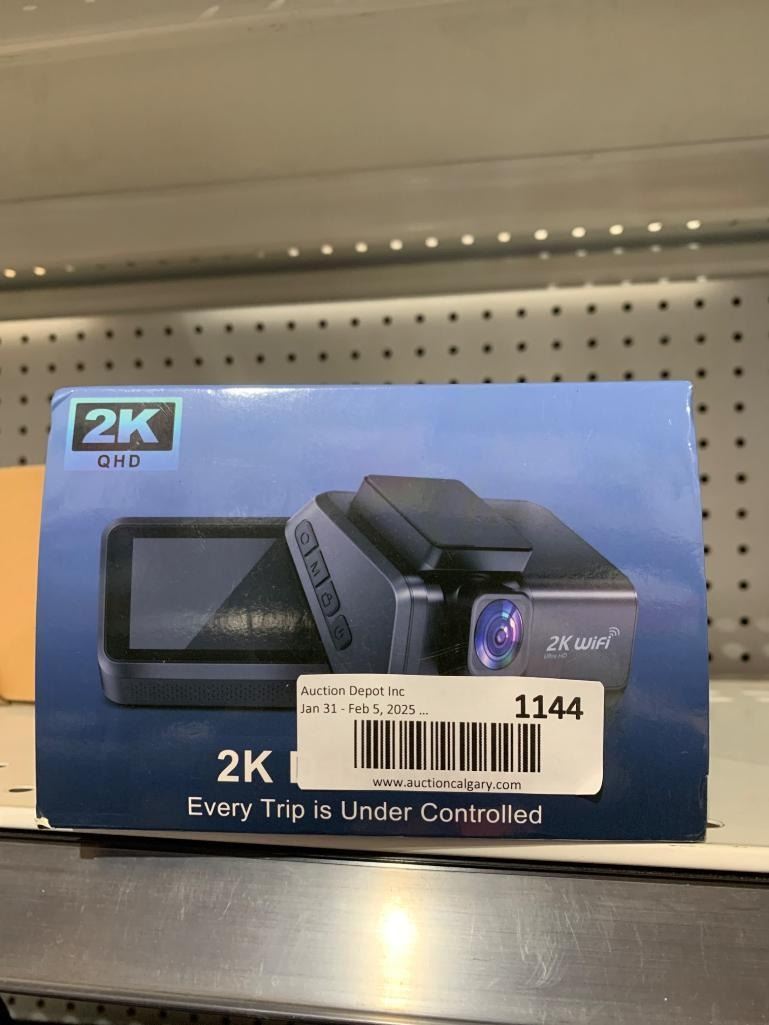 2K
QHD
M
2K WiFi
Ultra HD
Auction Depot Inc
Jan 31 - Feb 5, 2025 ...
1144
www.auctioncalgary.com
2K
Every Trip is Under Controlled